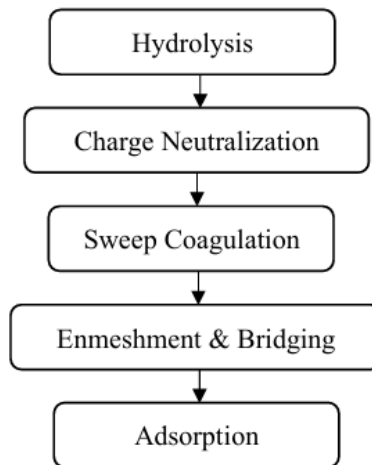 Hydrolysis
Charge Neutralization
Sweep Coagulation
Enmeshment & Bridging
Adsorption